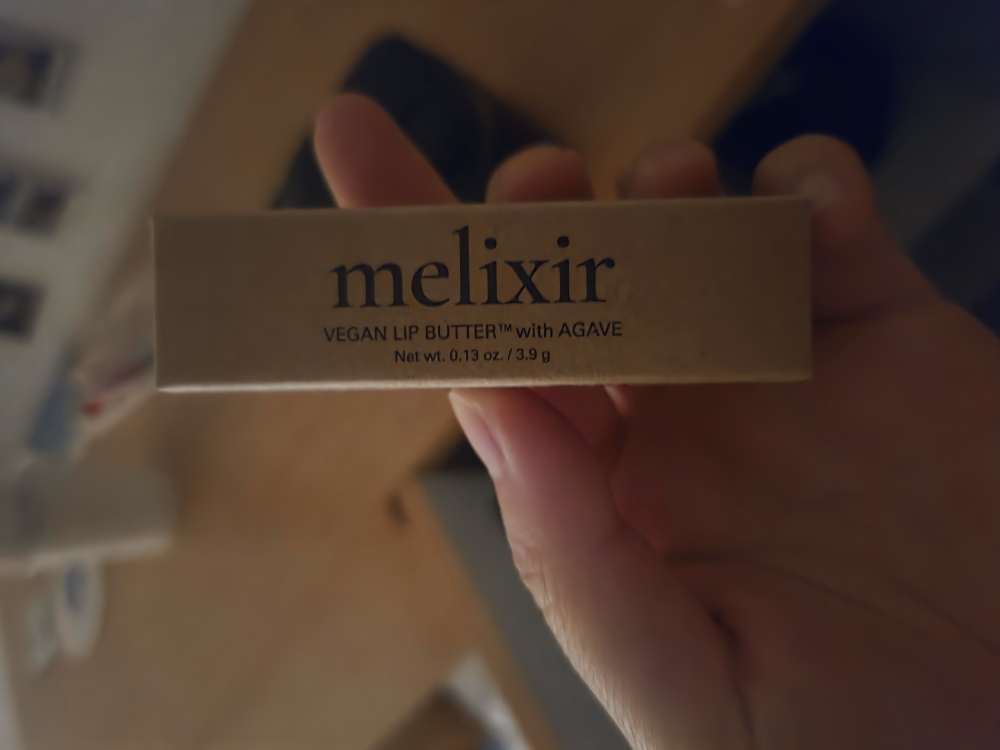 melixir
VEGAN LIP BUTTER™ with AGAVE
Net wt. 0.13 oz. / 3.9 g